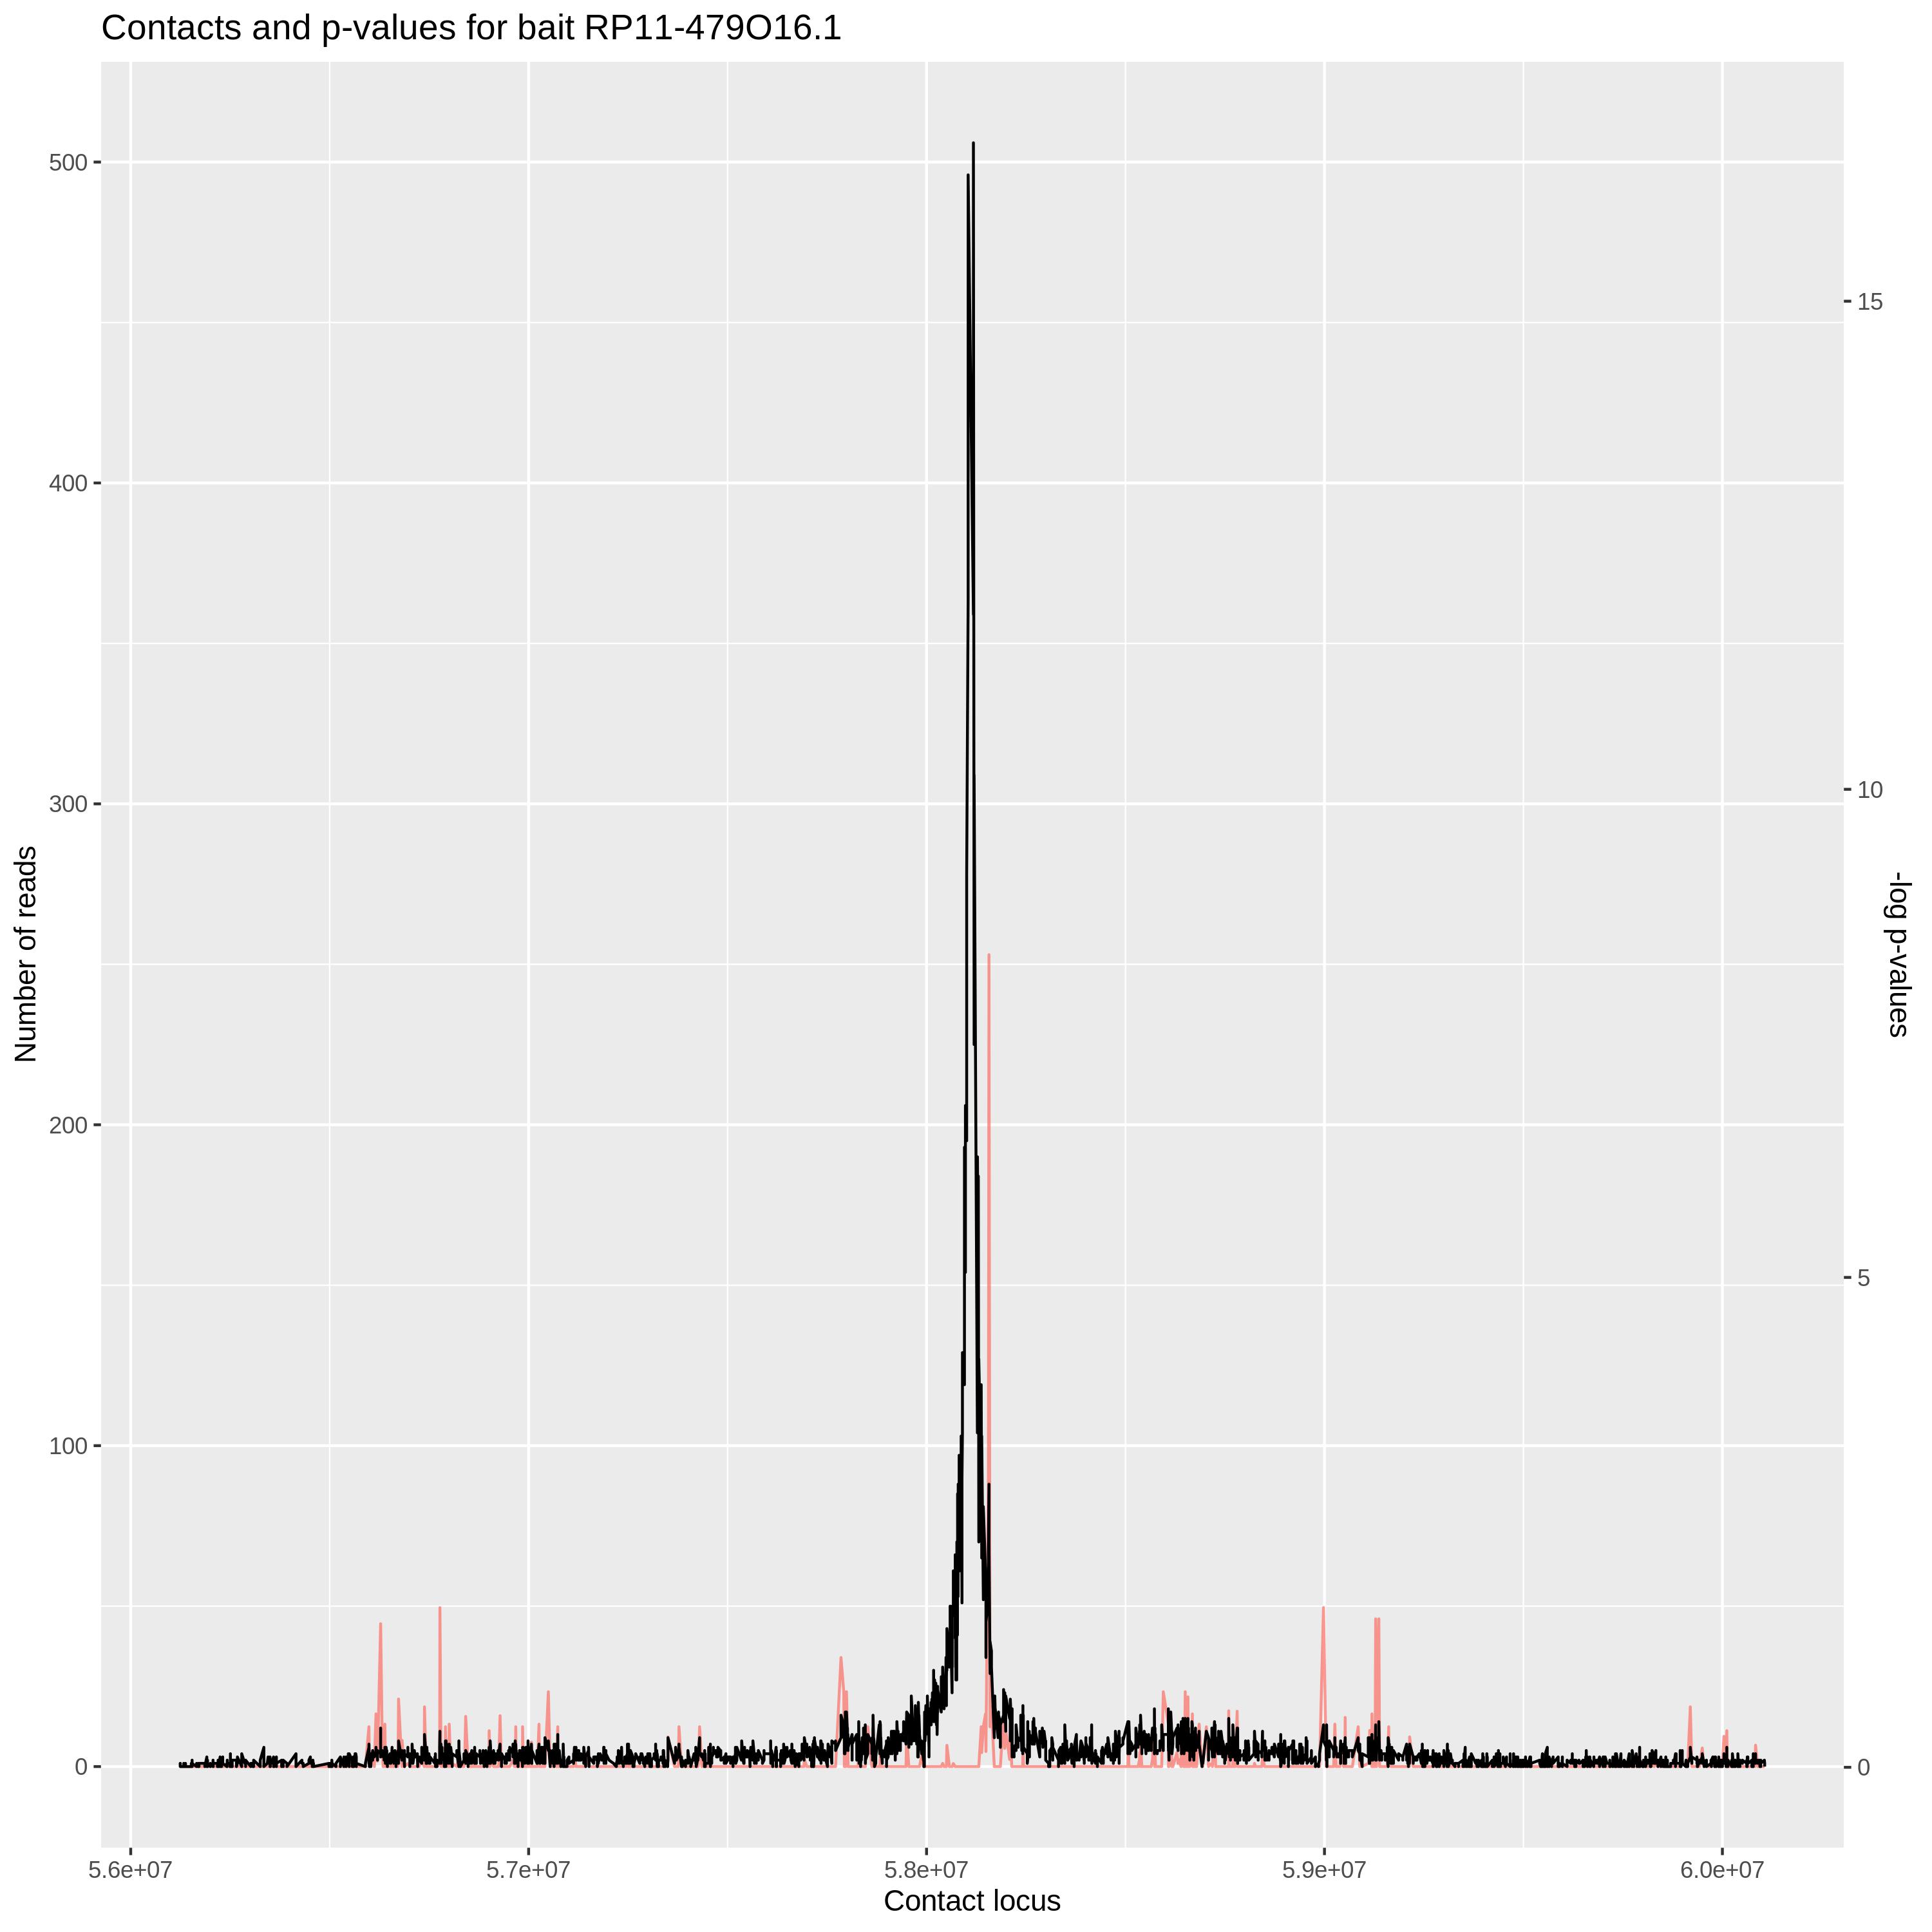 Contacts and p-values for bait RP11-479O16.1
500
400
300
200
100
0
Number of reads
15
10
5
0
-log p-values
5.6e+07
5.7e+07
5.8e+07
5.9e+07
6.0e+07
Contact locus